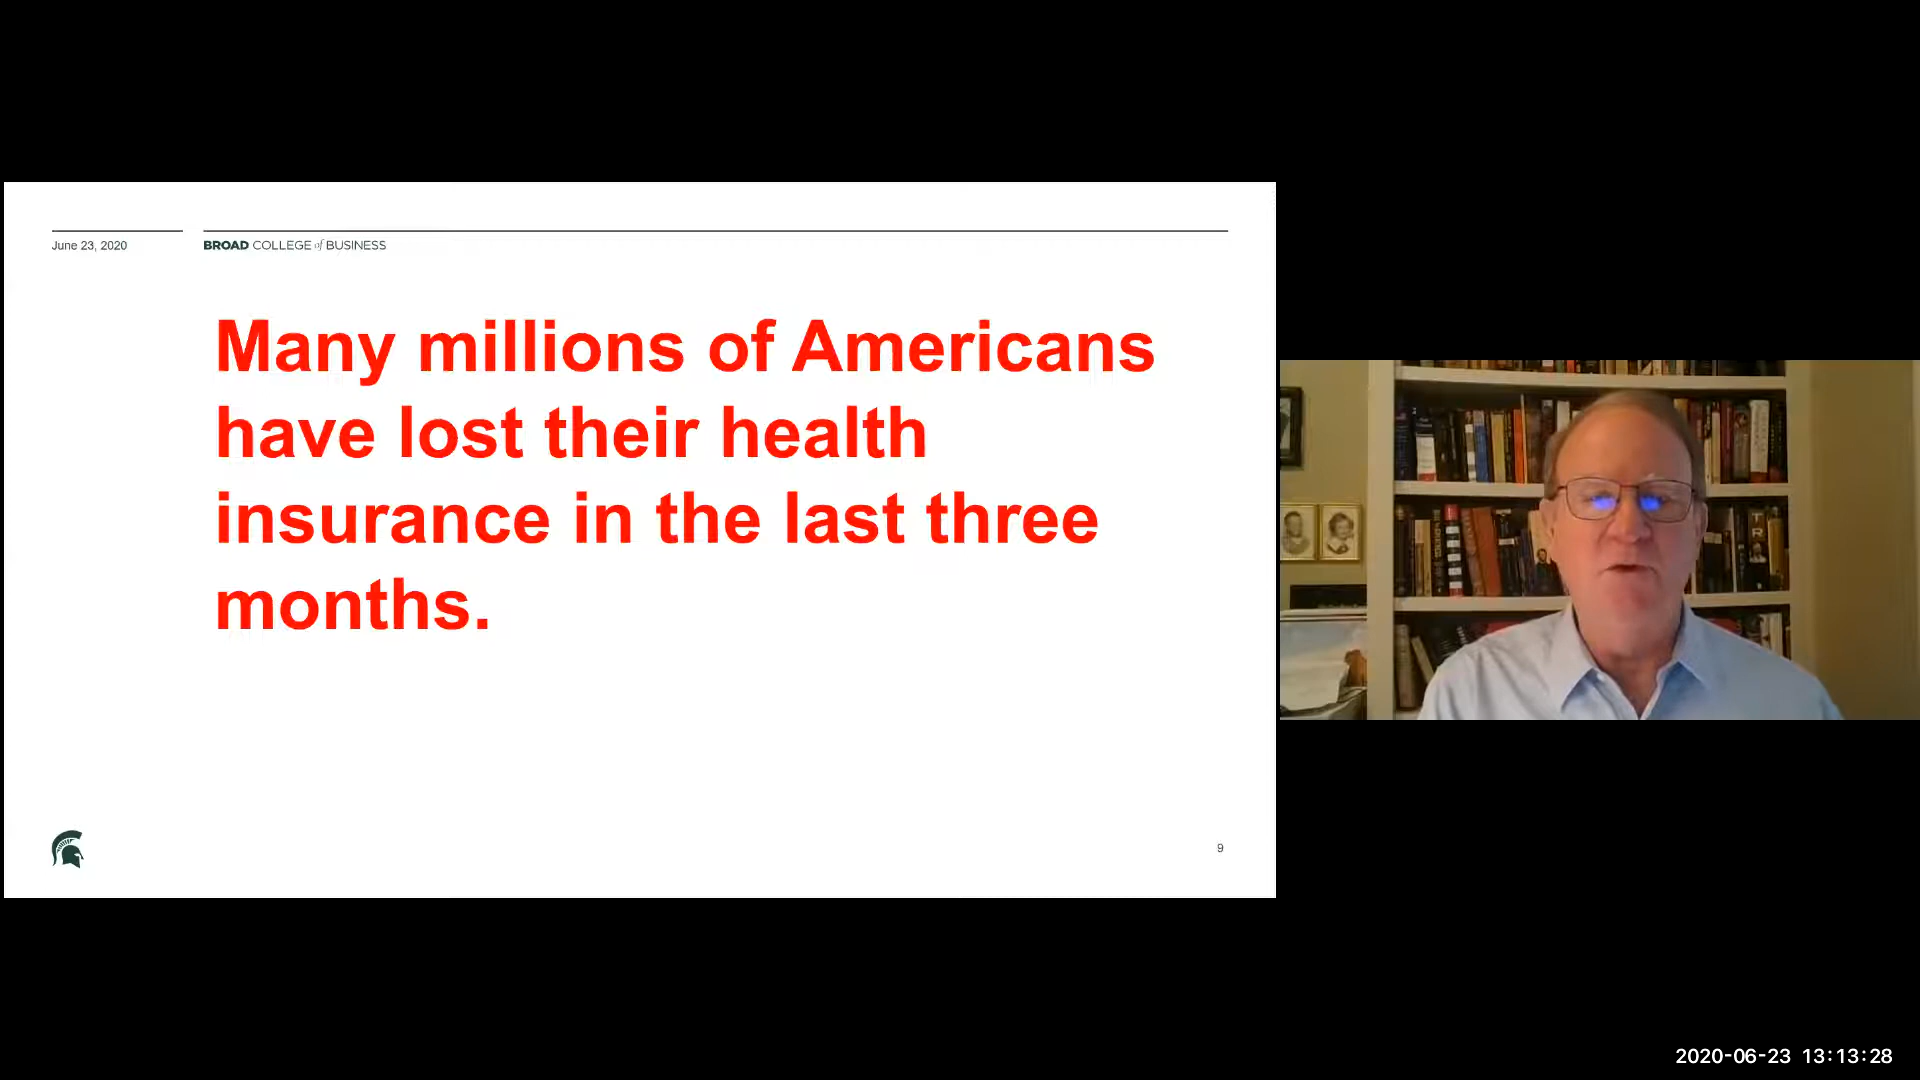 June 23, 2020
BROAD COLLEGE of BUSINESS
Many millions of Americans
have lost their health
insurance in the last three
months.
9
2020-06-23 13:13:28